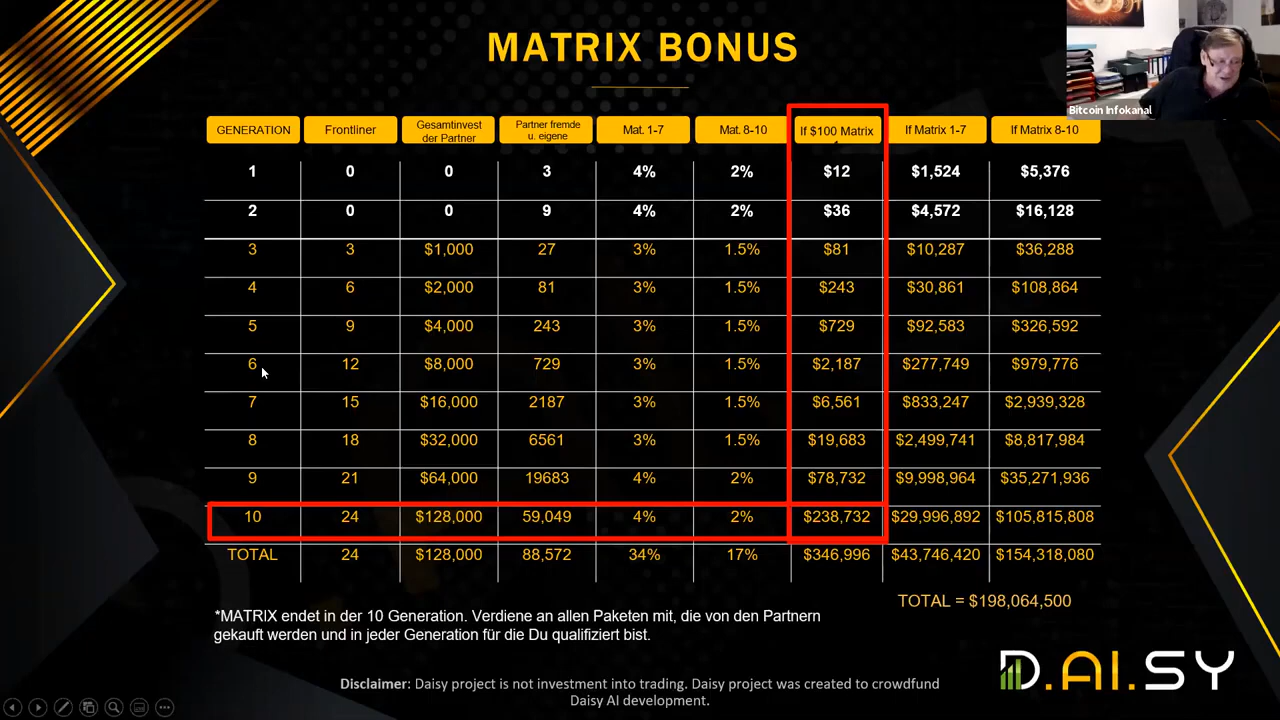 MATRIX BONUS
Bitcoin Infokanal
GENERATION Frontliner Gesamtinvest der Partner Partner fremde u. eigene Mat. 1-7 Mat. 8-10 If $100 Matrix If Matrix 1-7 If Matrix 8-10
1 0 0 3 4% 2% $12 $1,524 $5,376
2 0 0 9 4% 2% $36 $4,572 $16,128
3 3 $1,000 27 3% 1.5% $81 $10,287 $36,288
4 6 $2,000 81 3% 1.5% $243 $30,861 $108,864
5 9 $4,000 243 3% 1.5% $729 $92,583 $326,592
6 12 $8,000 729 3% 1.5% $2,187 $277,749 $979,776
7 15 $16,000 2187 3% 1.5% $6,561 $833,247 $2,939,328
8 18 $32,000 6561 3% 1.5% $19,683 $2,499,741 $8,817,984
9 21 $64,000 19683 4% 2% $78,732 $9,998,964 $35,271,936
10 24 $128,000 59,049 4% 2% $238,732 $29,996,892 $105,815,808
TOTAL 24 $128,000 88,572 34% 17% $346,996 $43,746,420 $154,318,080
TOTAL = $198,064,500
*MATRIX endet in der 10 Generation. Verdiene an allen Paketen mit, die von den Partnern
gekauft werden und in jeder Generation für die Du qualifiziert bist.
D.AI.SY
Disclaimer: Daisy project is not investment into trading. Daisy project was created to crowdfund
Daisy AI development.